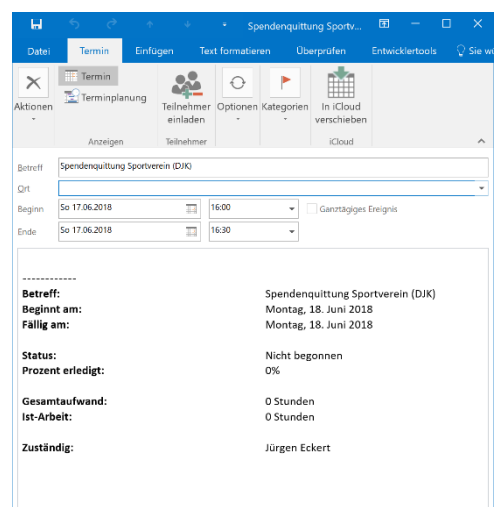 Spendenquittung Sportv...
Datei Termin Einfügen Text formatieren Überprüfen Entwicklertools Sie
Aktionen
Termin
Terminplanung
Anzeigen
Teilnehmer einladen
Teilnehmer
Optionen
Kategorien
In iCloud verschieben
iCloud
Betreff Spendenquittung Sportverein (DJK)
Ort
Beginn So 17.06.2018 16:00 Ganztägiges Ereignis
Ende So 17.06.2018 16:30
------------
Betreff: Spendenquittung Sportverein (DJK)
Beginnt am: Montag, 18. Juni 2018
Fällig am: Montag, 18. Juni 2018
Status: Nicht begonnen
Prozent erledigt: 0%
Gesamtaufwand: 0 Stunden
Ist-Arbeit: 0 Stunden
Zuständig: Jürgen Eckert